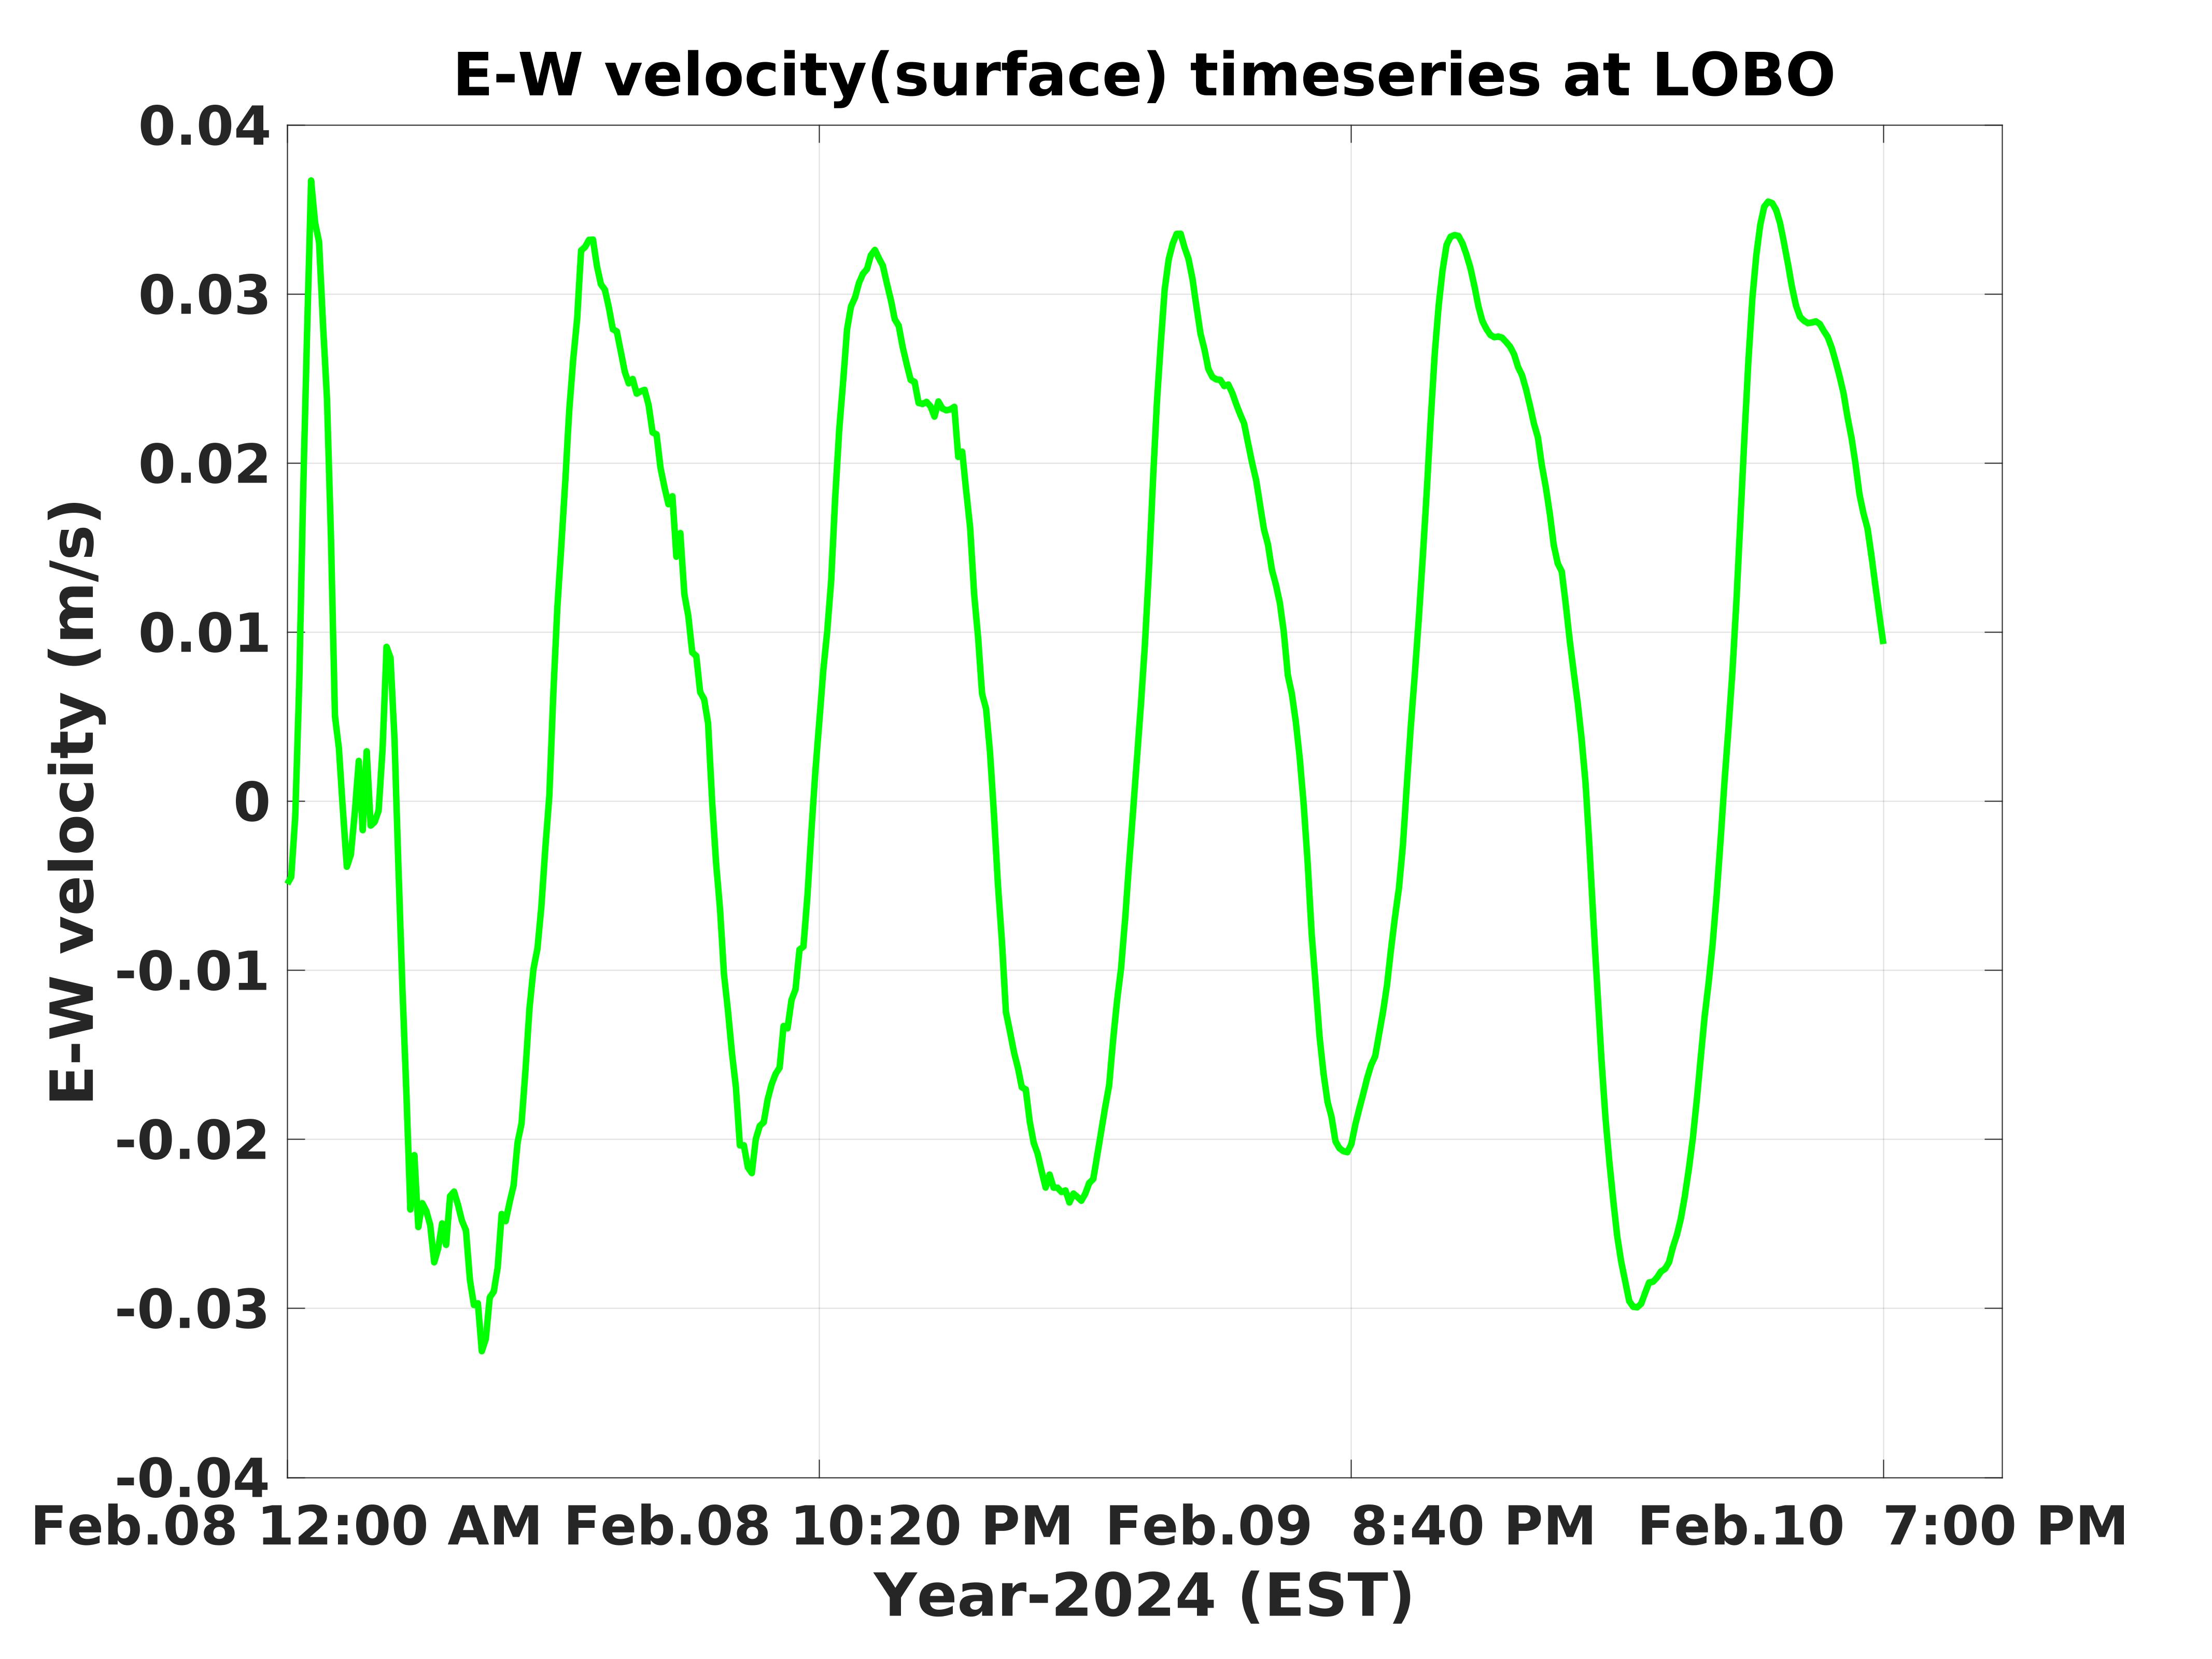 E-W velocity(surface) timeseries at LOBO
E-W velocity (m/s)
0.04
0.03
0.02
0.01
0
-0.01
-0.02
-0.03
-0.04
Feb.08 12:00 AM Feb.08 10:20 PM Feb.09 8:40 PM Feb.10 7:00 PM
Year-2024 (EST)